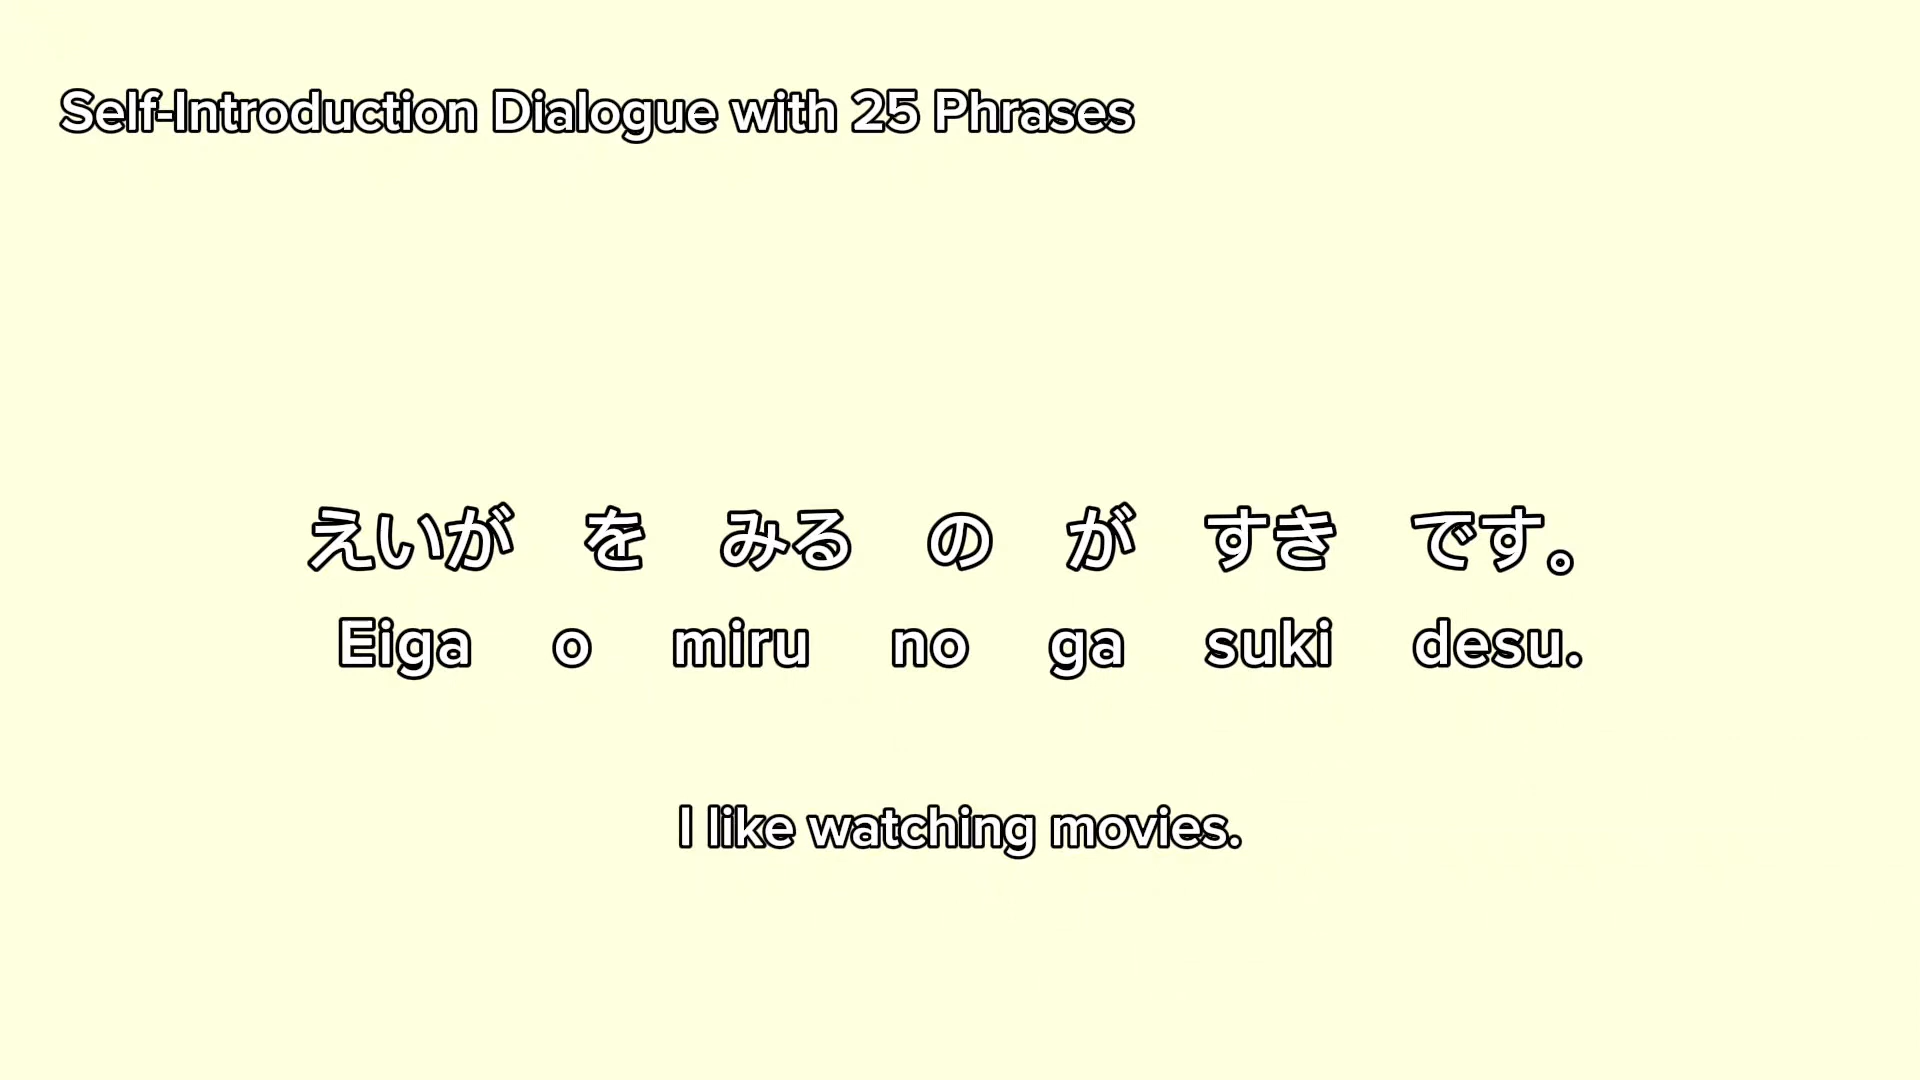 Self-Introduction Dialogue with 25 Phrases
えいが を みる の が すき です。
Eiga o miru no ga suki desu.
I like watching movies.